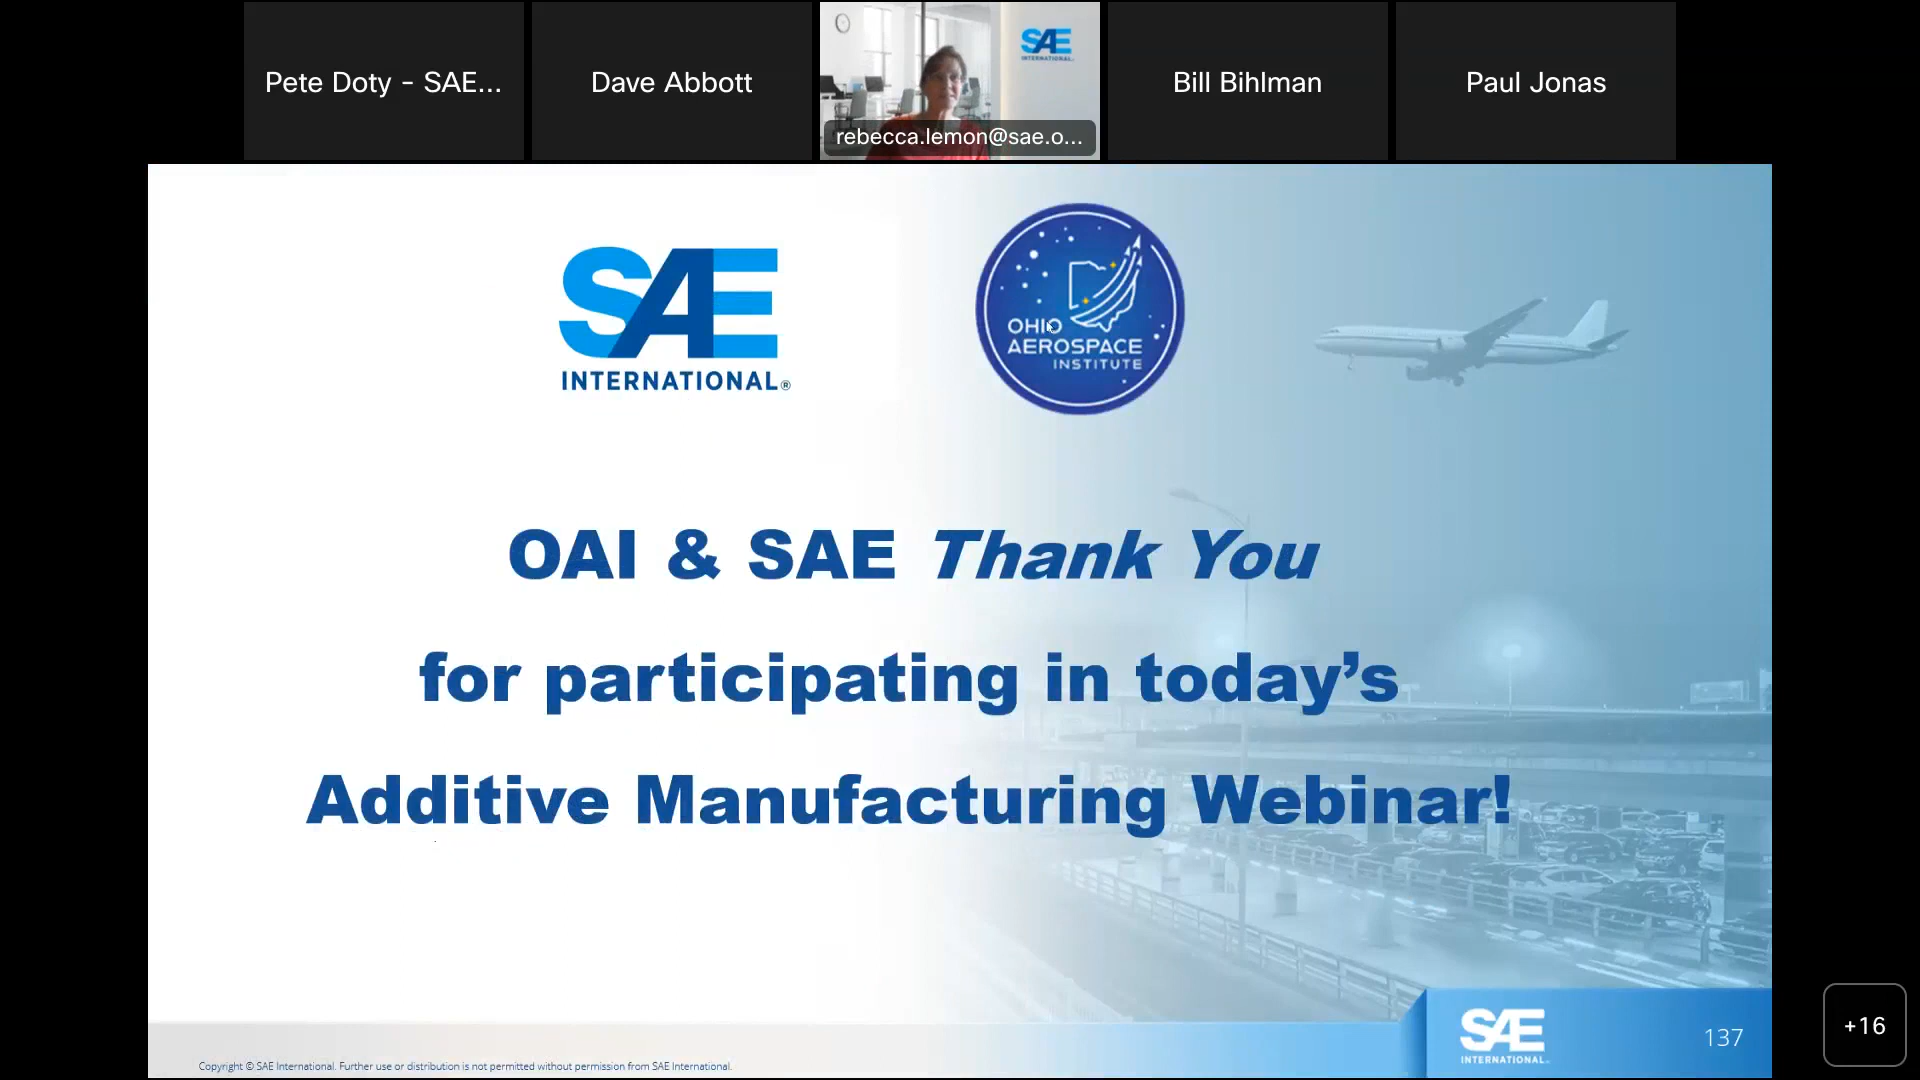 Pete Doty - SAE...
Dave Abbott
SAE
INTERNATIONAL
rebecca.lemon@sae.o...
Bill Bihlman
Paul Jonas
SAE
INTERNATIONAL®
OHIO
AEROSPACE
INSTITUTE
OAI & SAE Thank You
for participating in today’s
Additive Manufacturing Webinar!
Copyright © SAE International. Further use or distribution is not permitted without permission from SAE International.
SAE
INTERNATIONAL
137
+16